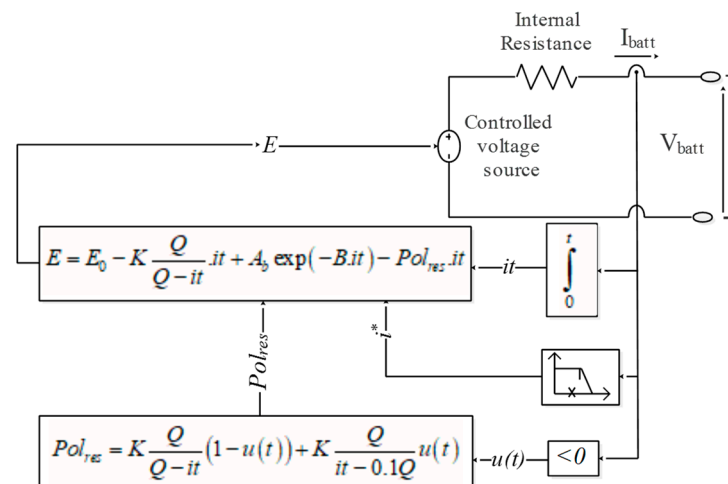 Internal
Resistance
I_batt
Controlled
voltage
source
V_batt
E
E = E_0 − K Q/(Q−it) .it + A_b exp(−B.it) − Pol_res.it
it
∫_0^t
i*
Pol_res
Pol_res = K Q/(Q−it) (1−u(t)) + K Q/(it−0.1Q) u(t)
u(t)
<0